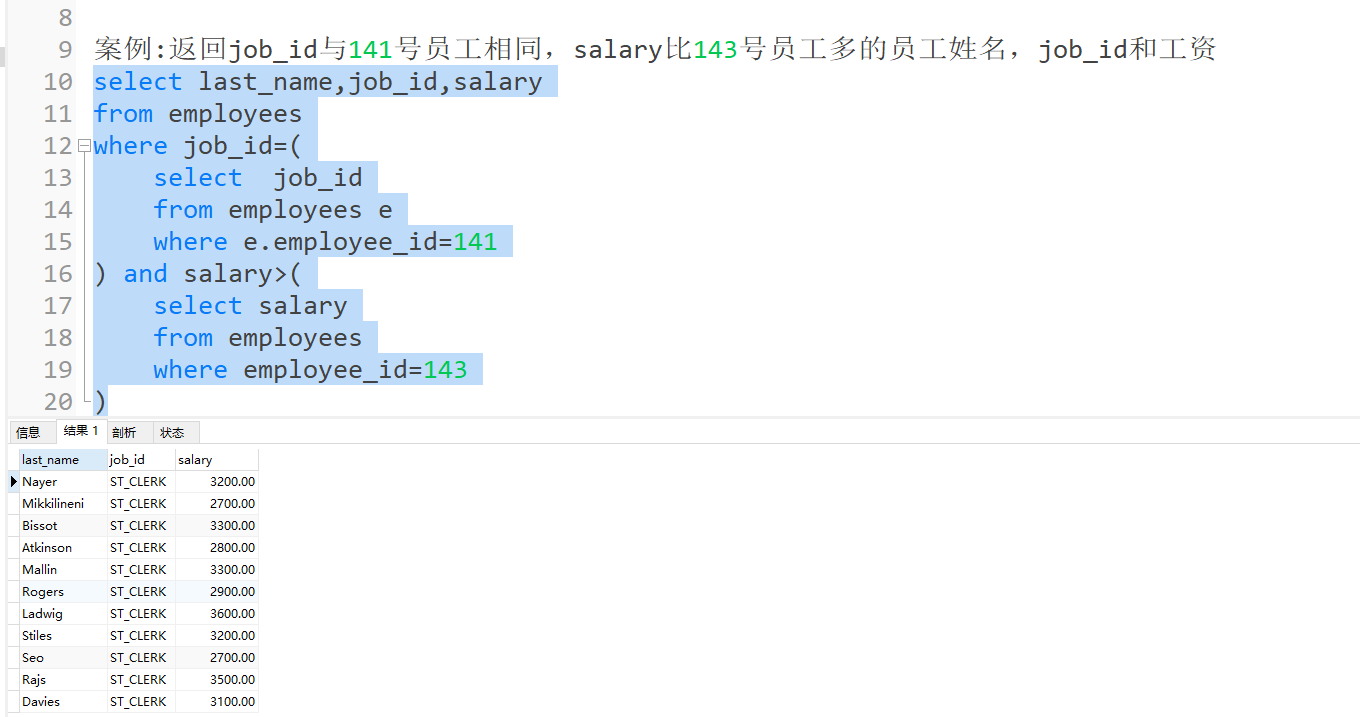 8
9 案例:返回job_id与141号员工相同，salary比143号员工多的员工姓名，job_id和工资
10 select last_name,job_id,salary
11 from employees
12 where job_id=(
13 select  job_id
14 from employees e
15 where e.employee_id=141
16 ) and salary>(
17 select salary
18 from employees
19 where employee_id=143
20 )
信息 结果 1 剖析 状态
last_name job_id salary
Nayer ST_CLERK 3200.00
Mikkilineni ST_CLERK 2700.00
Bissot ST_CLERK 3300.00
Atkinson ST_CLERK 2800.00
Mallin ST_CLERK 3300.00
Rogers ST_CLERK 2900.00
Ladwig ST_CLERK 3600.00
Stiles ST_CLERK 3200.00
Seo ST_CLERK 2700.00
Rajs ST_CLERK 3500.00
Davies ST_CLERK 3100.00